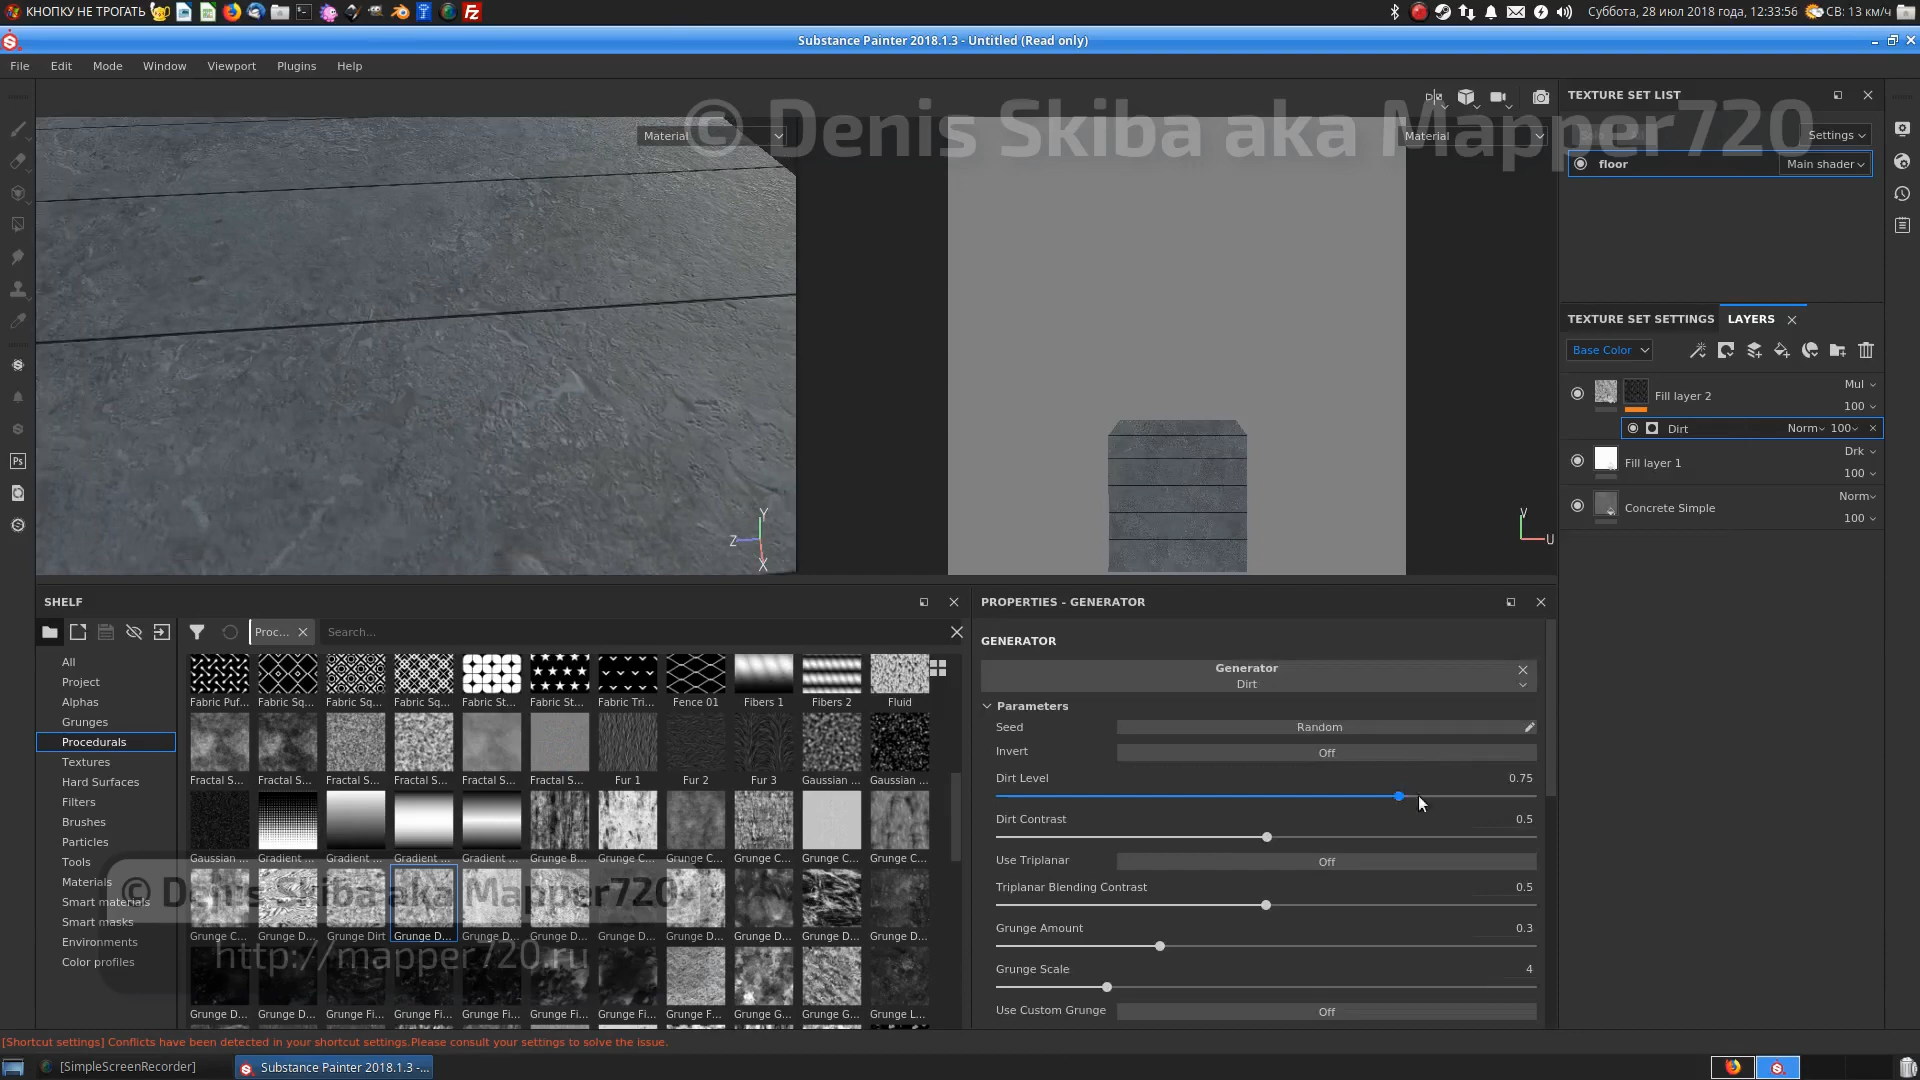 КНОПКУ НЕ ТРОГАТЬ
Суббота, 28 июл 2018 года, 12:33:56
СВ: 13 км/ч
Substance Painter 2018.1.3 - Untitled (Read only)
File Edit Mode Window Viewport Plugins Help
© Denis Skiba aka Mapper720
Material
Material
TEXTURE SET LIST
Settings
floor
Main shader
TEXTURE SET SETTINGS
LAYERS
Base Color
Fill layer 2
Mul
100
Dirt
Norm
100
Fill layer 1
Drk
100
Concrete Simple
Norm
100
Ps
Y
Z
X
V
U
SHELF
Proc...
Search...
All
Project
Alphas
Grunges
Procedurals
Textures
Hard Surfaces
Filters
Brushes
Particles
Tools
Materials
Smart materials
Smart masks
Environments
Color profiles
Fabric Puf... Fabric Sq... Fabric Sq... Fabric Sq... Fabric St... Fabric St... Fabric Tri... Fence 01 Fibers 1 Fibers 2 Fluid
Fractal S... Fractal S... Fractal S... Fractal S... Fractal S... Fractal S... Fur 1 Fur 2 Fur 3 Gaussian ... Gaussian ...
Gaussian ... Gradient ... Gradient ... Gradient ... Gradient ... Grunge B... Grunge C... Grunge C... Grunge C... Grunge C... Grunge C...
Grunge C... Grunge D... Grunge Dirt Grunge D... Grunge D... Grunge D... Grunge D... Grunge D... Grunge D... Grunge D... Grunge D...
Grunge D... Grunge D... Grunge Fi... Grunge Fi... Grunge Fi... Grunge Fi... Grunge Fi... Grunge F... Grunge G... Grunge G... Grunge L...
© Denis Skiba aka Mapper720
http://mapper720.ru
PROPERTIES - GENERATOR
GENERATOR
Generator
Dirt
Parameters
Seed
Random
Invert
Off
Dirt Level
0.75
Dirt Contrast
0.5
Use Triplanar
Off
Triplanar Blending Contrast
0.5
Grunge Amount
0.3
Grunge Scale
4
Use Custom Grunge
Off
[Shortcut settings] Conflicts have been detected in your shortcut settings.Please consult your settings to solve the issue.
[SimpleScreenRecorder]
Substance Painter 2018.1.3 -...